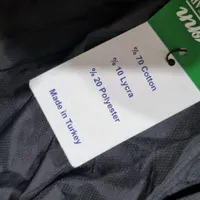 % 70 Cotton
% 10 Lycra
% 20 Polyester
Made in Turkey